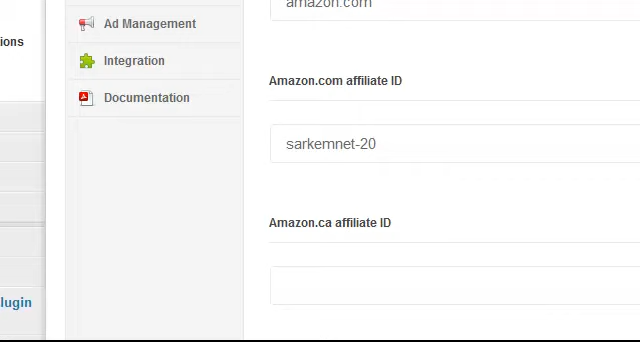 amazon.com
Ad Management
ions
Integration
Amazon.com affiliate ID
Documentation
sarkemnet-20
Amazon.ca affiliate ID
lugin